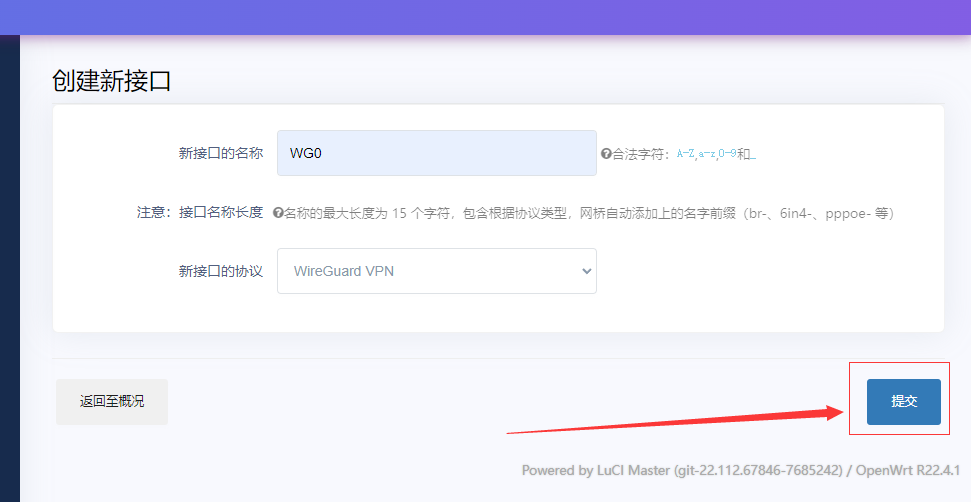 创建新接口
新接口的名称 WG0 合法字符：A-Z,a-z,0-9和_
注意：接口名称长度 名称的最大长度为 15 个字符，包含根据协议类型，网桥自动添加上的名字前缀（br-、6in4-、pppoe- 等）
新接口的协议 WireGuard VPN
返回至概况 提交
Powered by LuCI Master (git-22.112.67846-7685242) / OpenWrt R22.4.1